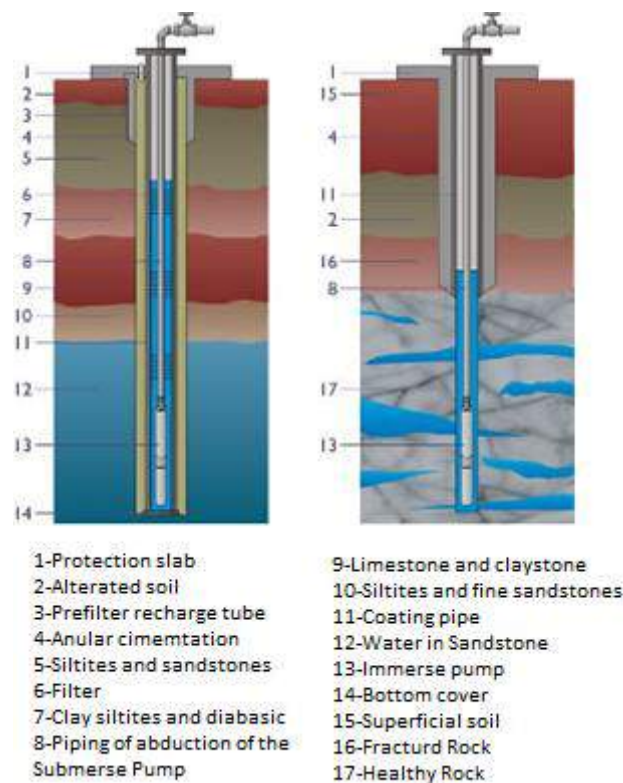 1
2
3
4
5
6
7
8
9
10
11
12
13
14
1
15
4
11
2
16
8
17
13
1-Protection slab
2-Alterated soil
3-Prefilter recharge tube
4-Anular cimemtation
5-Siltites and sandstones
6-Filter
7-Clay siltites and diabasic
8-Piping of abduction of the
Submerse Pump
9-Limestone and claystone
10-Siltites and fine sandstones
11-Coating pipe
12-Water in Sandstone
13-Immerse pump
14-Bottom cover
15-Superficial soil
16-Fracturd Rock
17-Healthy Rock